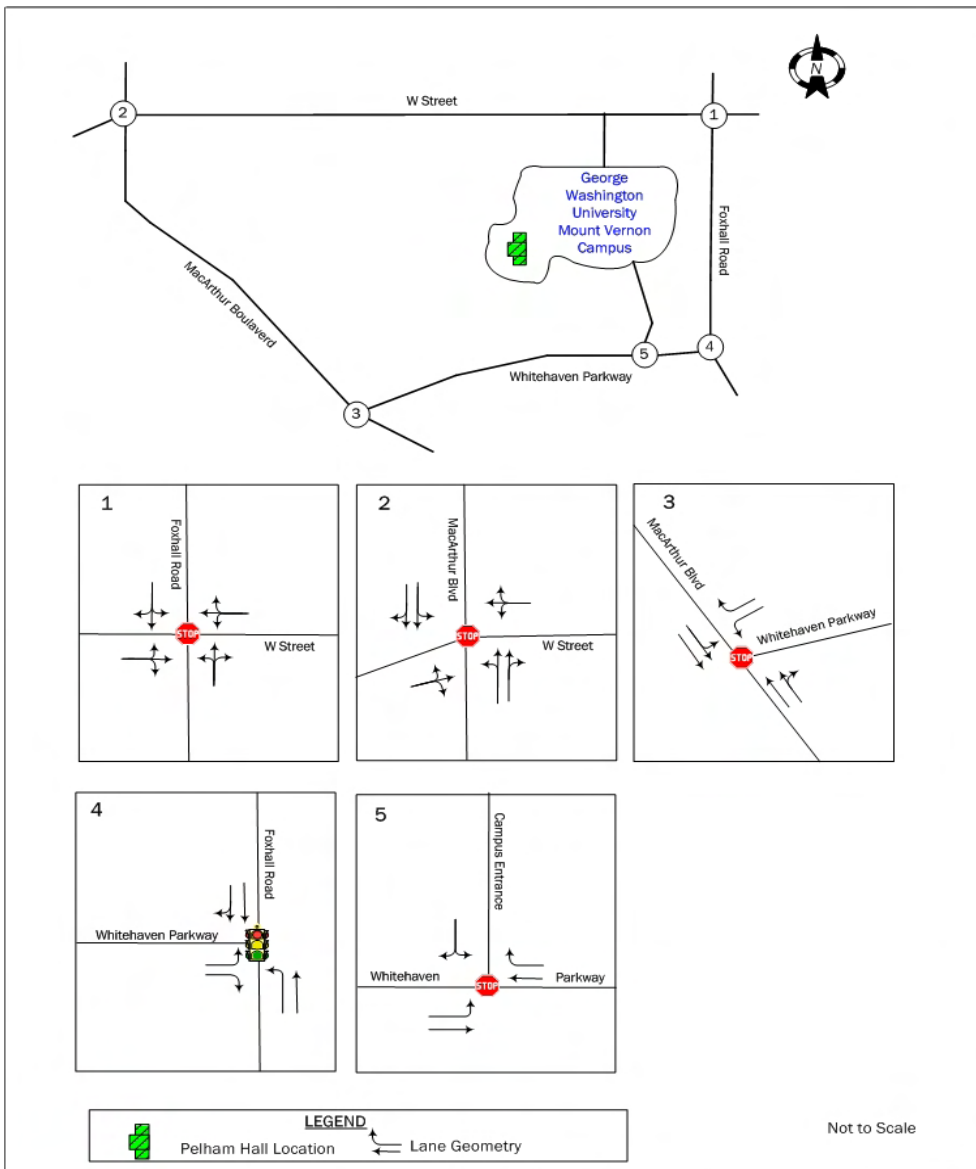 N
W Street
2
1
George
Washington
University
Mount Vernon
Campus
Foxhall Road
MacArthur Boulaverd
5
4
Whitehaven Parkway
3
1
Foxhall Road
STOP
W Street
2
MacArthur Blvd
STOP
W Street
3
MacArthur Blvd
Whitehaven Parkway
STOP
4
Foxhall Road
Whitehaven Parkway
5
Campus Entrance
Whitehaven
Parkway
STOP
LEGEND
Pelham Hall Location
Lane Geometry
Not to Scale